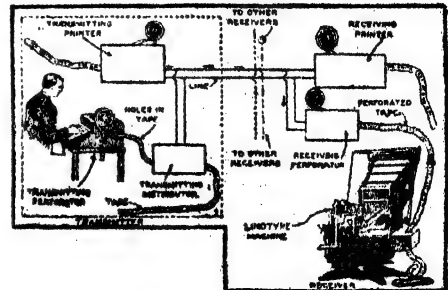 TRANSMITTING
PRINTER
TO OTHER
RECEIVERS
RECEIVING
PRINTER
LINE
HOLES IN
TAPE
PERFORATED
TAPE
TO OTHER
RECEIVERS
RECEIVING
PERFORATOR
TRANSMITTING
PERFORATOR
TAPE
TRANSMITTING
DISTRIBUTOR
TRANSMITTER
LINOTYPE
MACHINE
RECEIVER